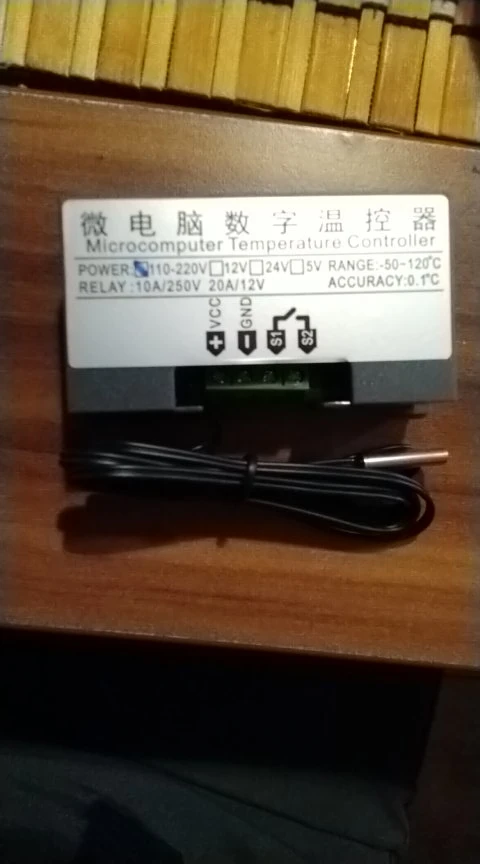 微电脑数字温控器
Microcomputer Temperature Controller
POWER: 110-220V 12V 24V 5V RANGE:-50~120℃
RELAY :10A/250V 20A/12V ACCURACY:0.1℃
VCC GND
+ - S1 S2